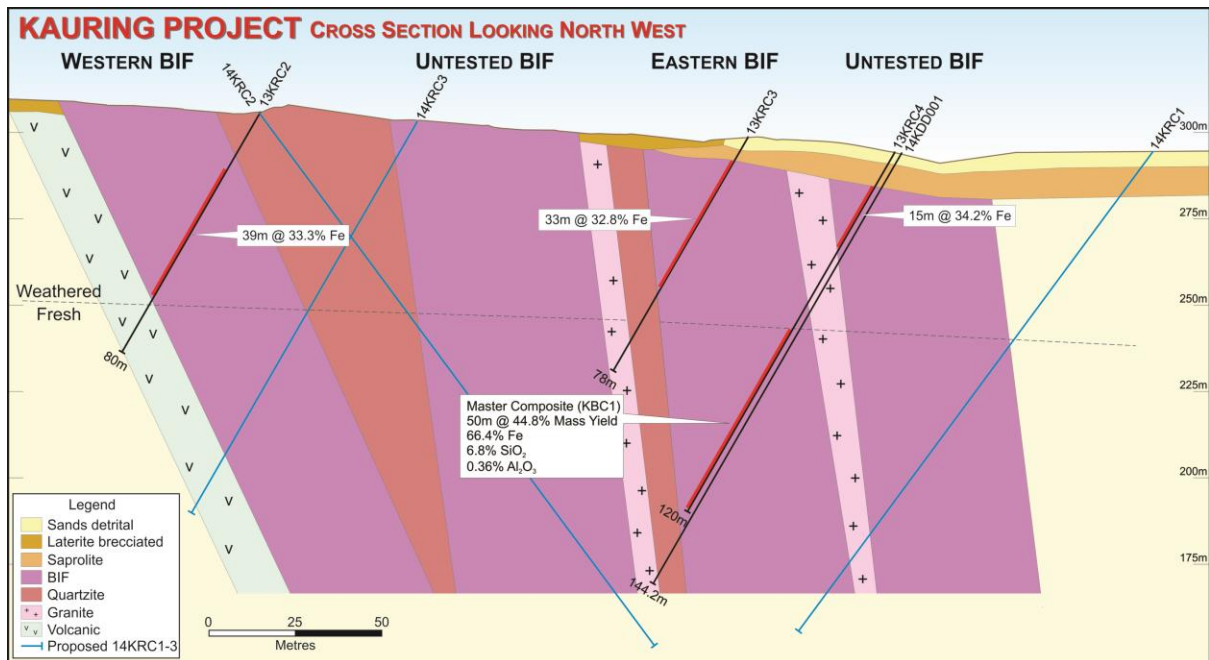 KAURING PROJECT CROSS SECTION LOOKING NORTH WEST
WESTERN BIF
UNTESTED BIF
EASTERN BIF
UNTESTED BIF
14KRC2
13KRC2
14KRC3
13KRC3
13KRC4
14KDD001
14KRC1
300m
275m
250m
225m
200m
175m
39m @ 33.3% Fe
33m @ 32.8% Fe
15m @ 34.2% Fe
Weathered
Fresh
80m
78m
120m
144.2m
Master Composite (KBC1)
50m @ 44.8% Mass Yield
66.4% Fe
6.8% SiO₂
0.36% Al₂O₃
Legend
Sands detrital
Laterite brecciated
Saprolite
BIF
Quartzite
Granite
Volcanic
Proposed 14KRC1-3
0 25 50
Metres